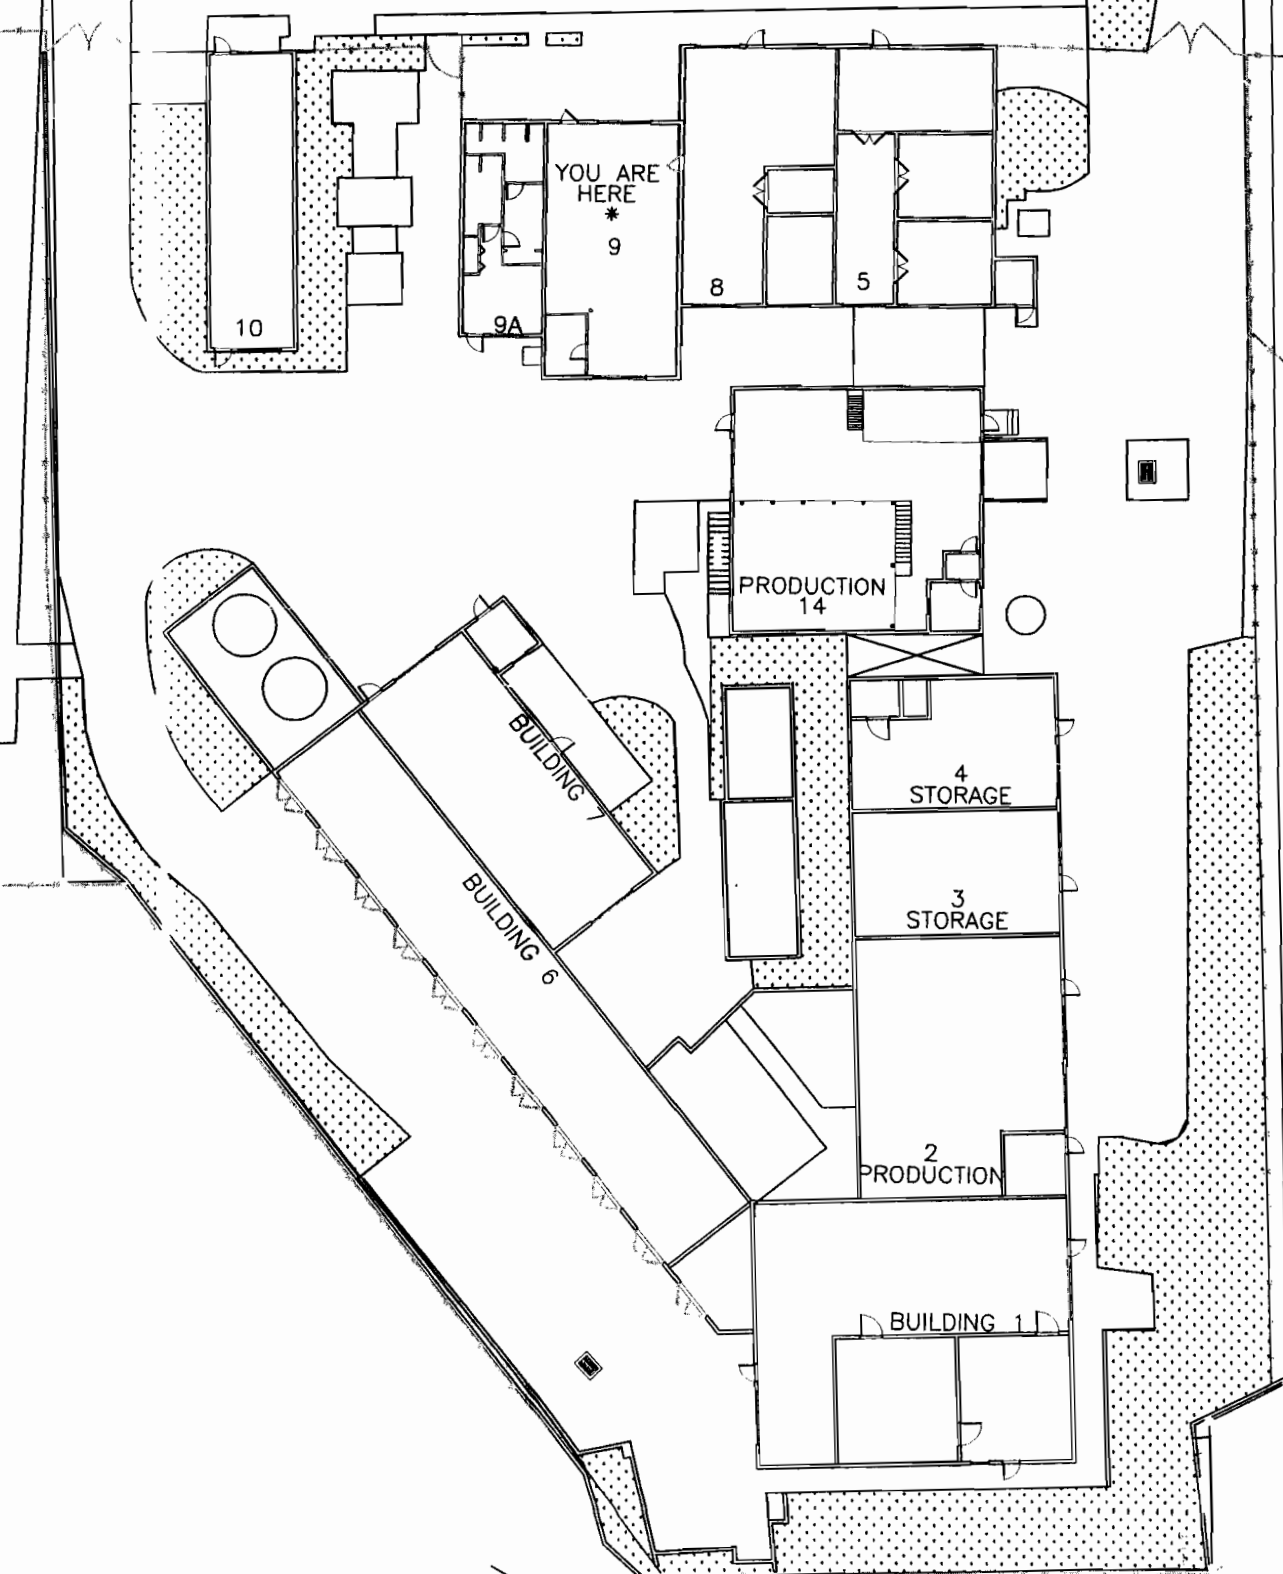 YOU ARE
HERE
9
8
5
10
9A
PRODUCTION
14
BUILDING 7
4
STORAGE
3
STORAGE
BUILDING 6
2
PRODUCTION
BUILDING 1